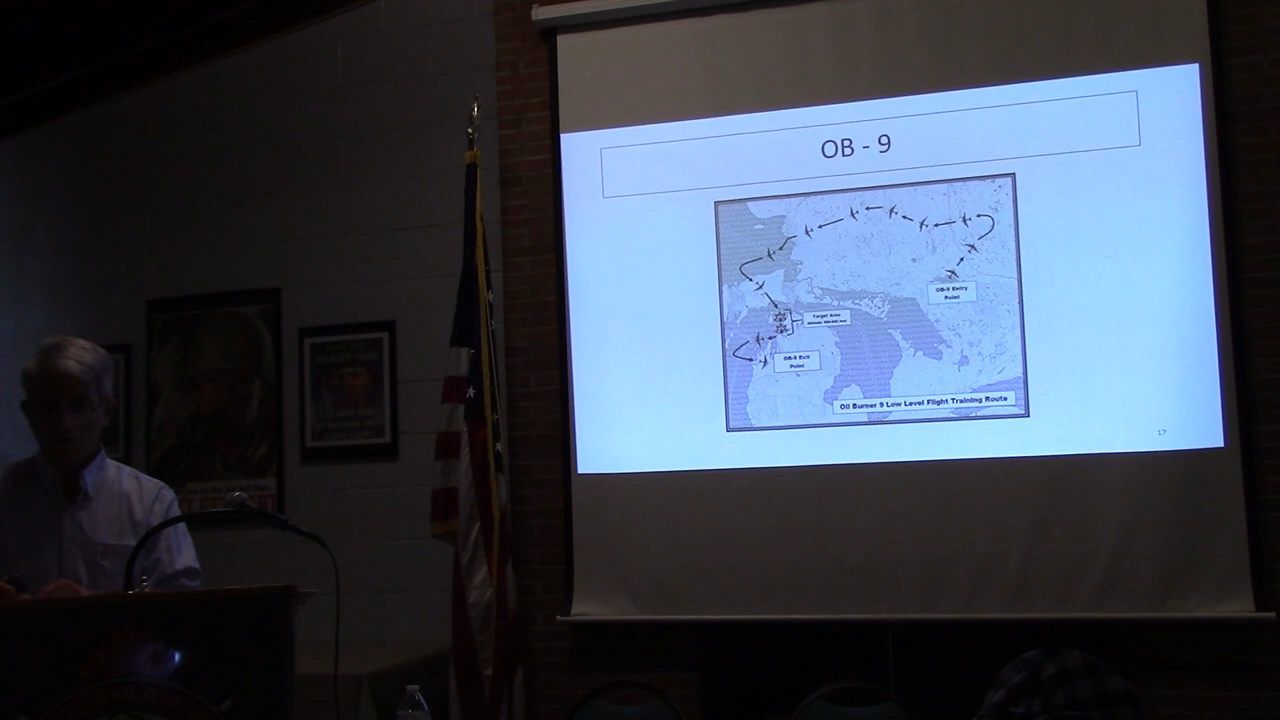 OB - 9
OB-9 Entry
Point
Target Area
OB-9 Exit
Point
Oil Burner 9 Low Level Flight Training Route
17